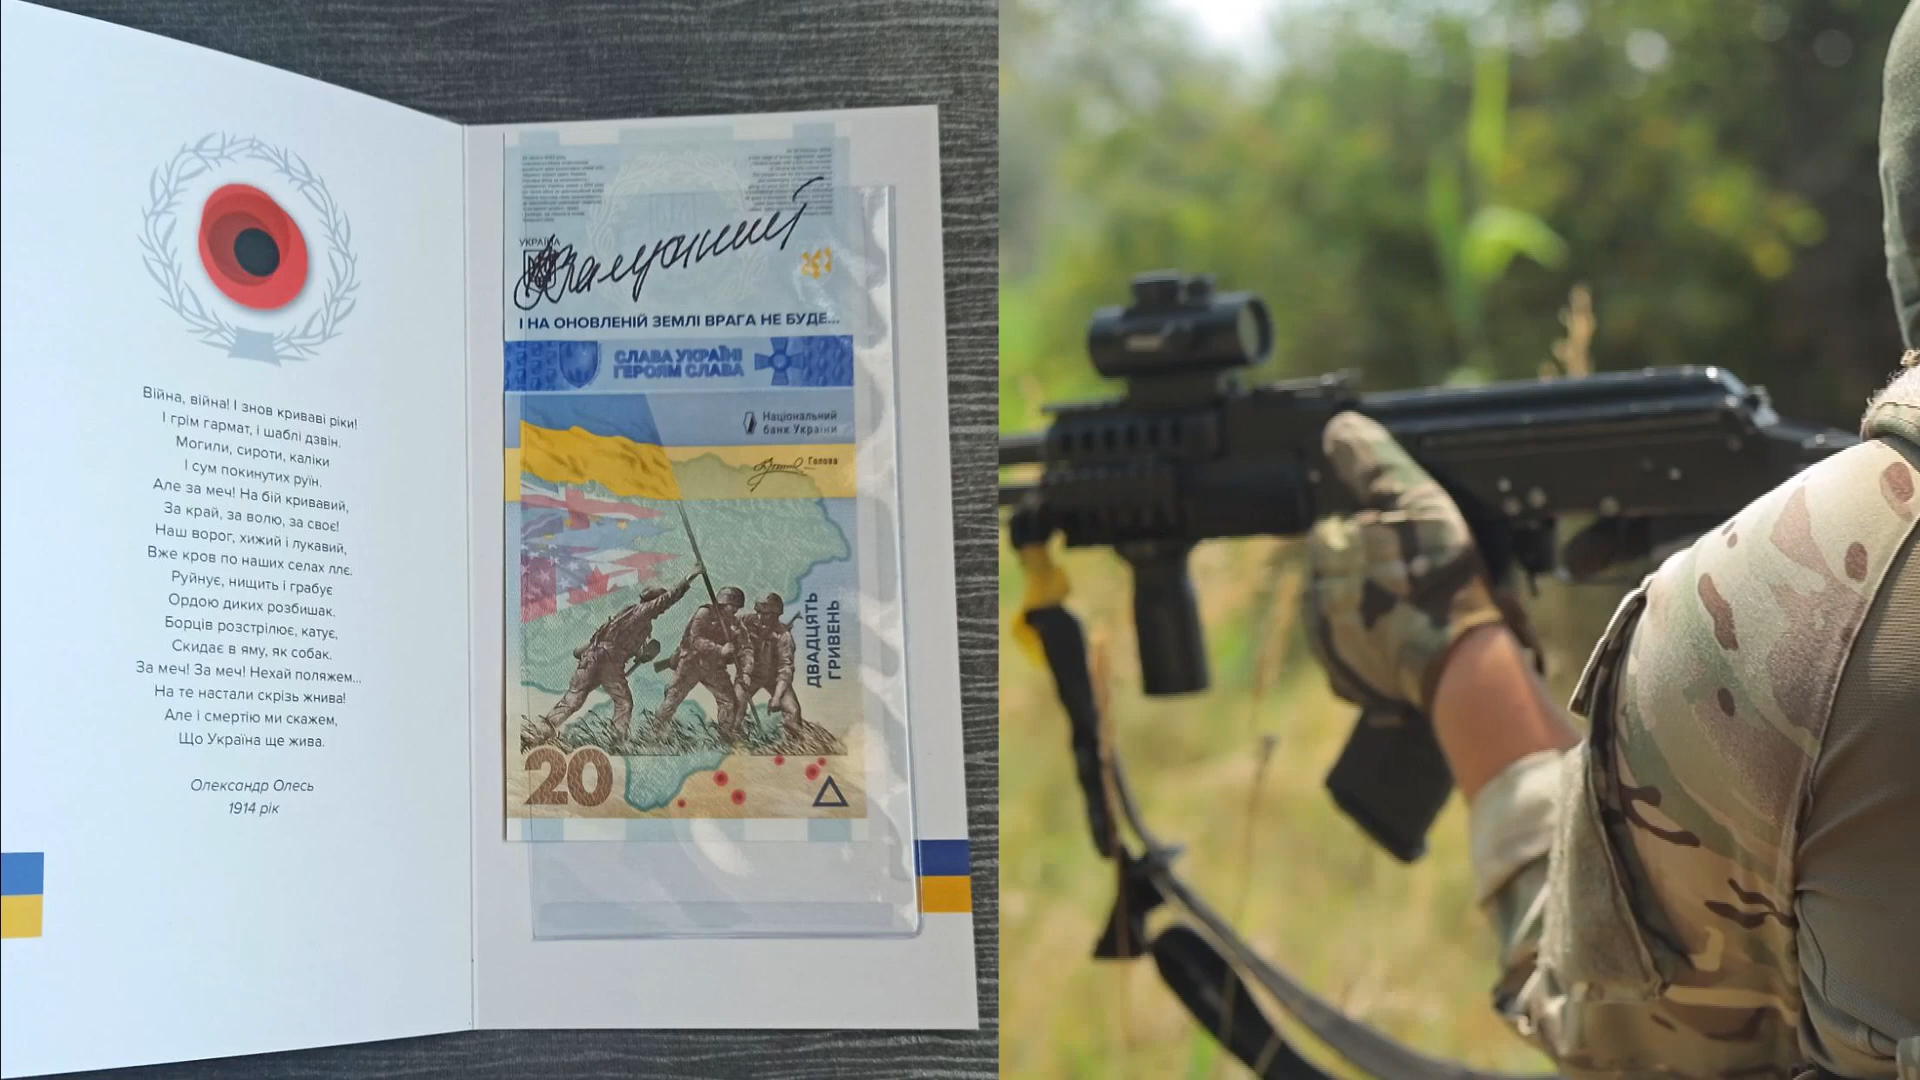 Війна, війна! І знов криваві ріки!
І грім гармат, і шаблі дзвін.
Могили, сироти, каліки
І сум покинутих руїн.
Але за меч! На бій кривавий,
За край, за волю, за своє!
Наш ворог, хижий і лукавий,
Вже кров по наших селах ллє.
Руйнує, нищить і грабує
Ордою диких розбишак.
Борців розстрілює, катує,
Скидає в яму, як собак.
За меч! За меч! Нехай поляжем...
На те настали скрізь жнива!
Але і смертю ми скажем,
Що Україна ще жива.
Олександр Олесь
1914 рік
УКРАЇНА
І НА ОНОВЛЕНІЙ ЗЕМЛІ ВРАГА НЕ БУДЕ...
СЛАВА УКРАЇНІ
ГЕРОЯМ СЛАВА
Національний
банк України
Голова
ДВАДЦЯТЬ
ГРИВЕНЬ
20